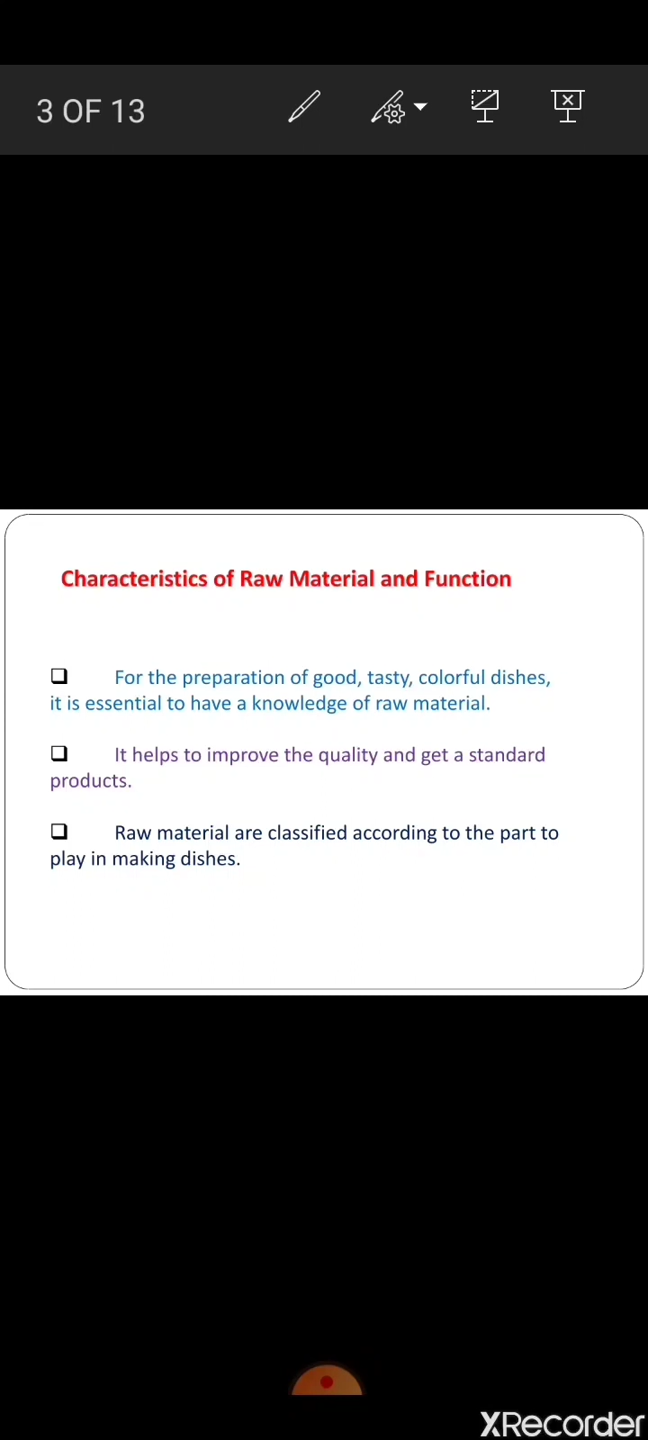 3 OF 13
Characteristics of Raw Material and Function
❑ For the preparation of good, tasty, colorful dishes,
it is essential to have a knowledge of raw material.
❑ It helps to improve the quality and get a standard
products.
❑ Raw material are classified according to the part to
play in making dishes.
XRecorder